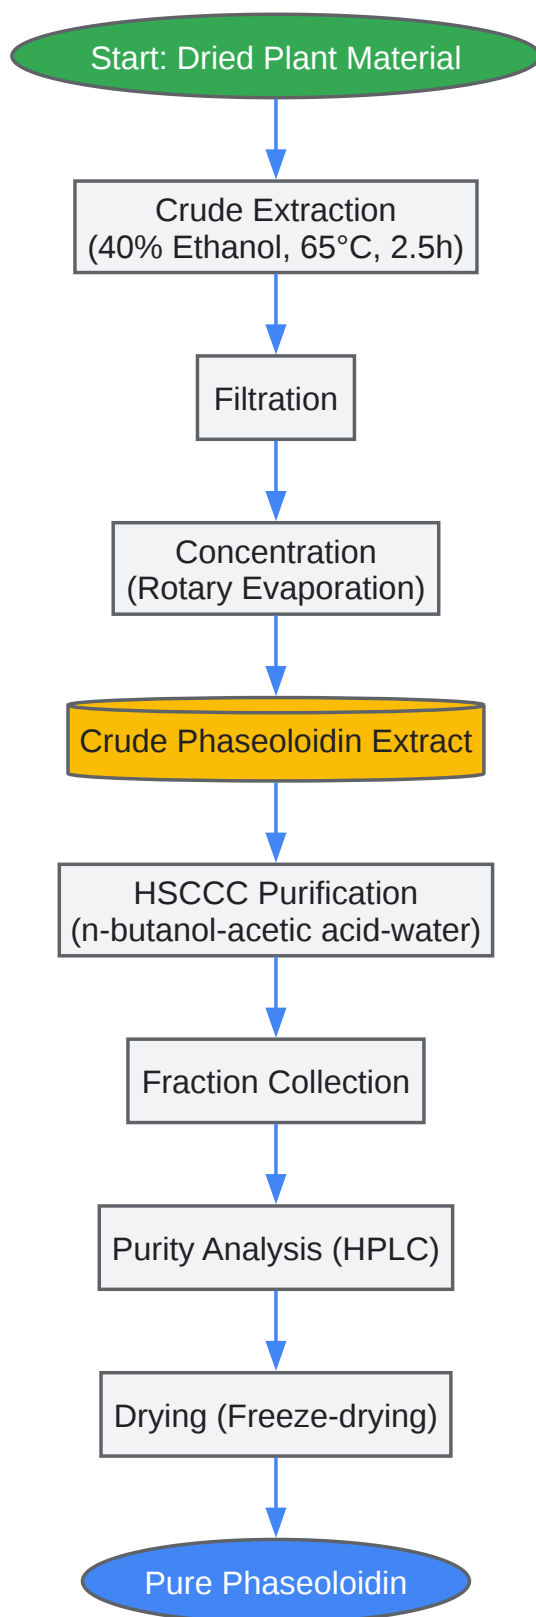 Start: Dried Plant Material
Crude Extraction
(40% Ethanol, 65°C, 2.5h)
Filtration
Concentration
(Rotary Evaporation)
Crude Phaseoloidin Extract
HSCCC Purification
(n-butanol-acetic acid-water)
Fraction Collection
Purity Analysis (HPLC)
Drying (Freeze-drying)
Pure Phaseoloidin